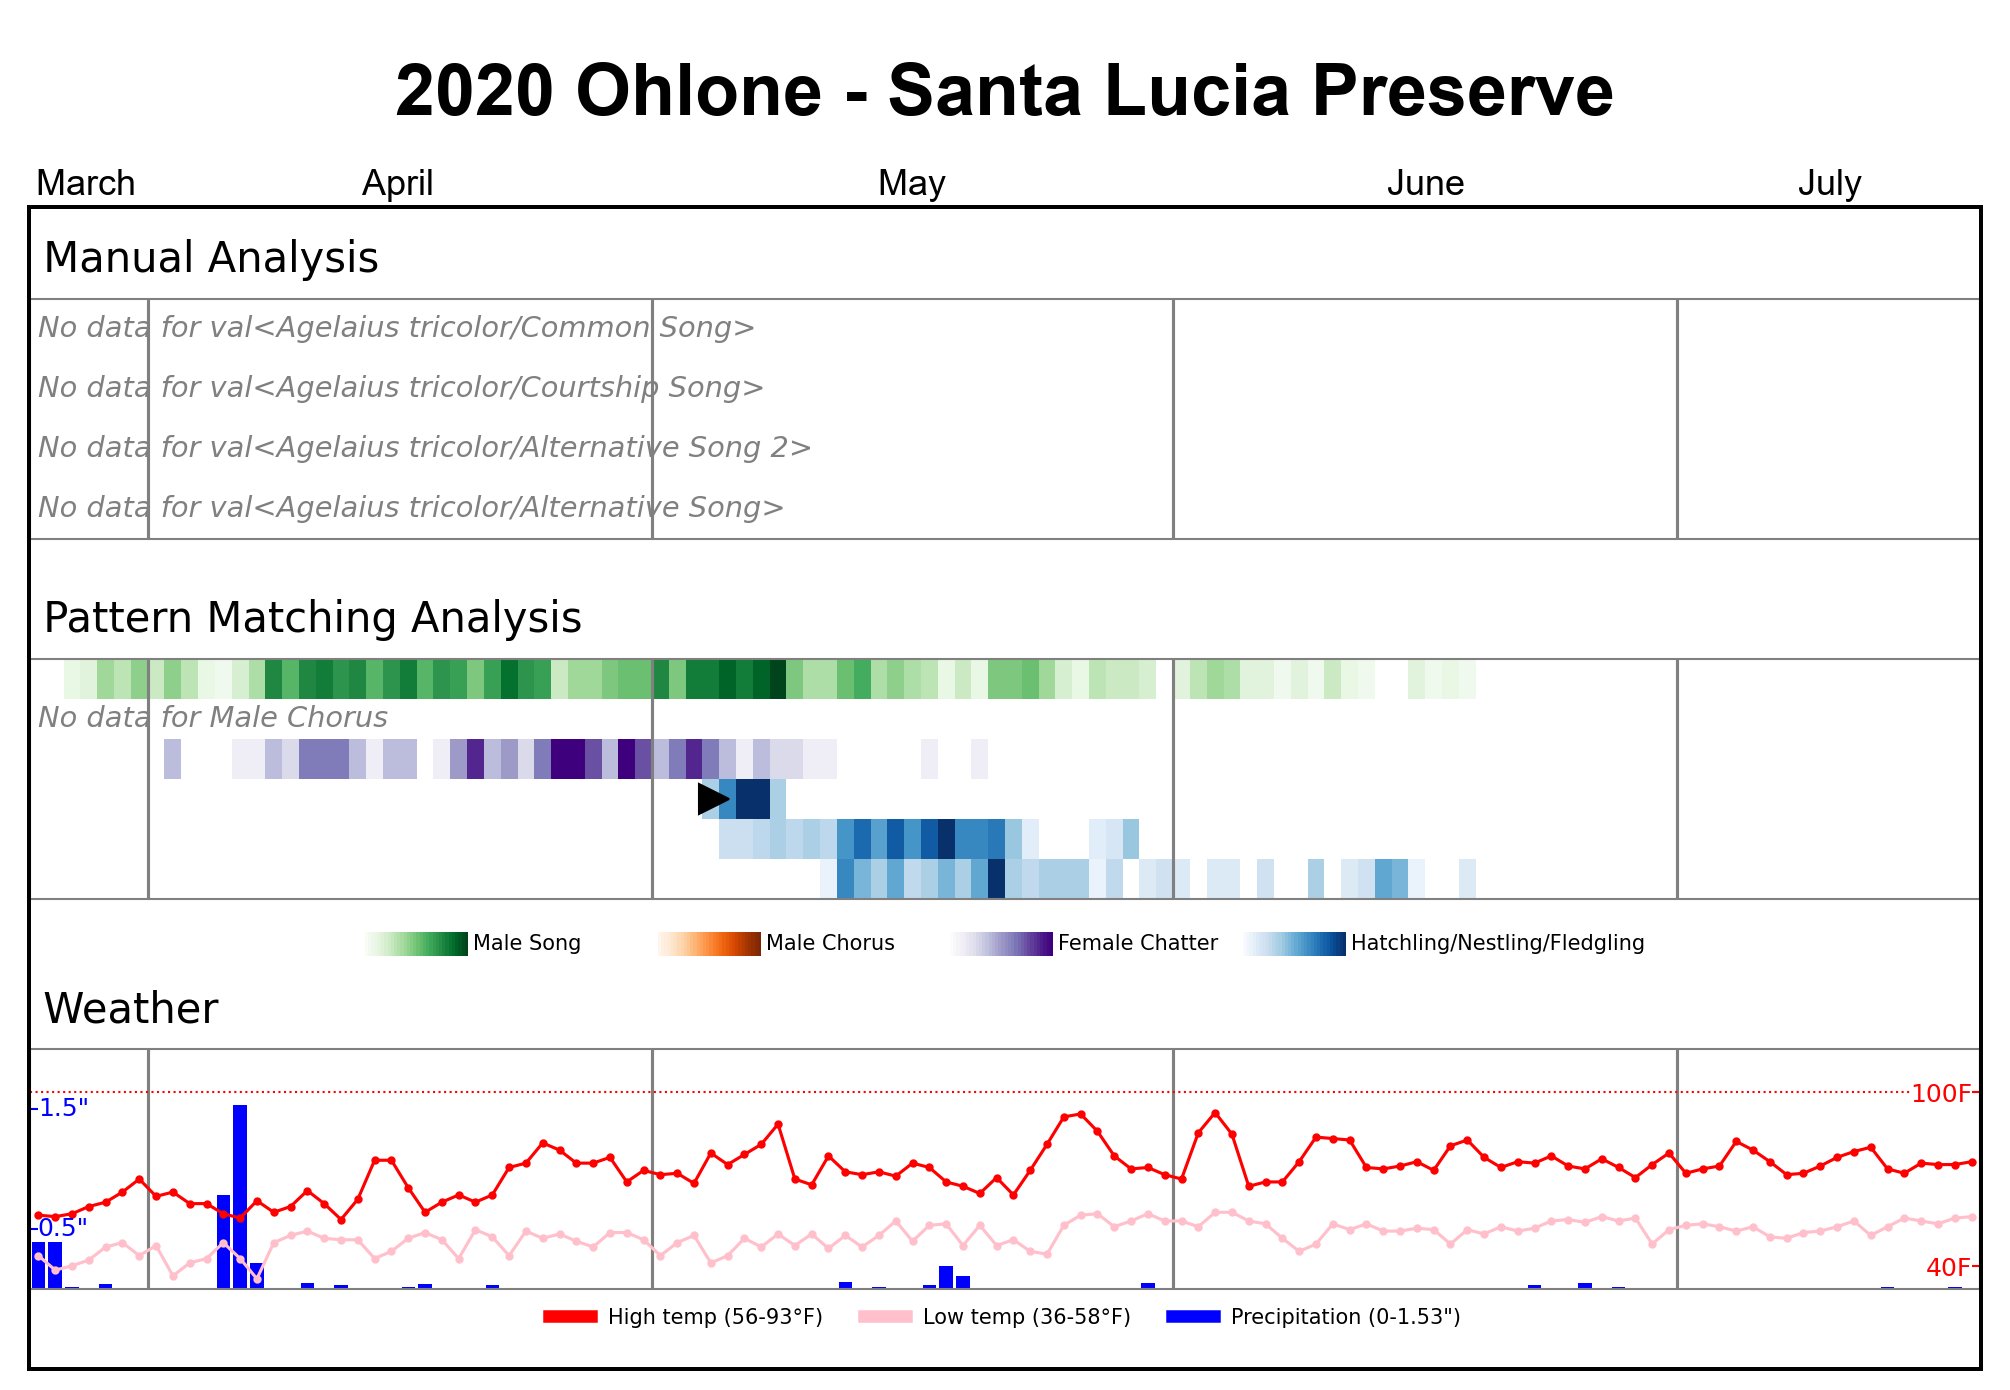 2020 Ohlone - Santa Lucia Preserve
March April May June July
Manual Analysis
No data for val<Agelaius tricolor/Common Song>
No data for val<Agelaius tricolor/Courtship Song>
No data for val<Agelaius tricolor/Alternative Song 2>
No data for val<Agelaius tricolor/Alternative Song>
Pattern Matching Analysis
No data for Male Chorus
Male Song Male Chorus Female Chatter Hatchling/Nestling/Fledgling
Weather
100F
1.5"
0.5"
40F
High temp (56-93°F) Low temp (36-58°F) Precipitation (0-1.53")